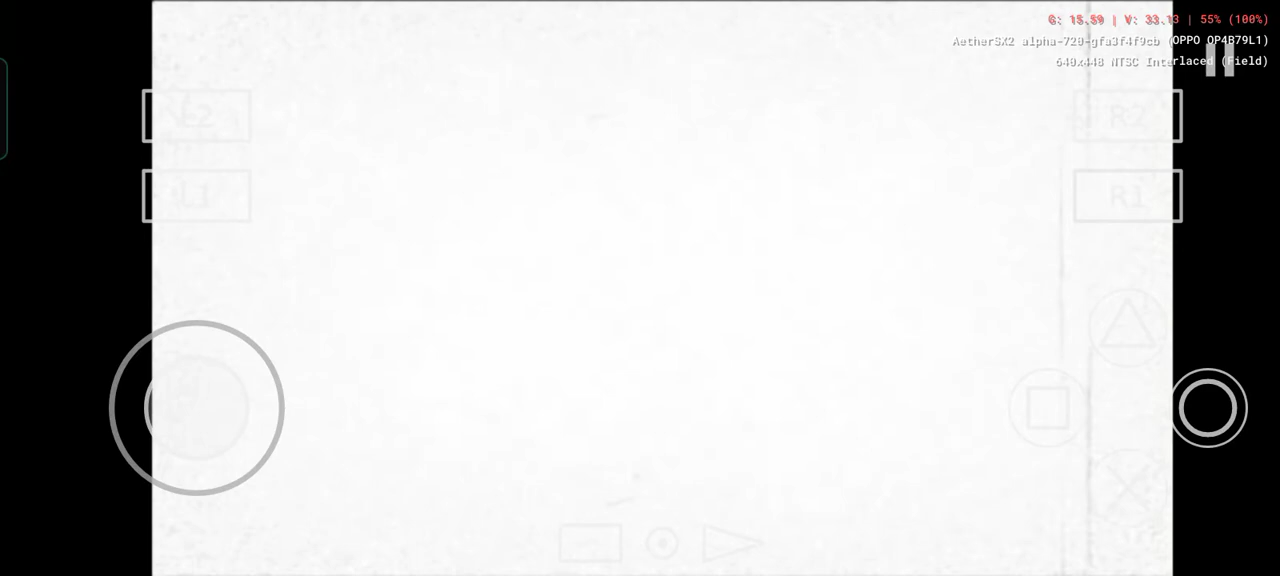 G: 15.59 | V: 33.13 | 55% (100%)
AetherSX2 alpha-720-gfa3f4f9cb (OPPO OP4B79L1)
640x448 NTSC Interlaced (Field)
L2
R2
L1
R1